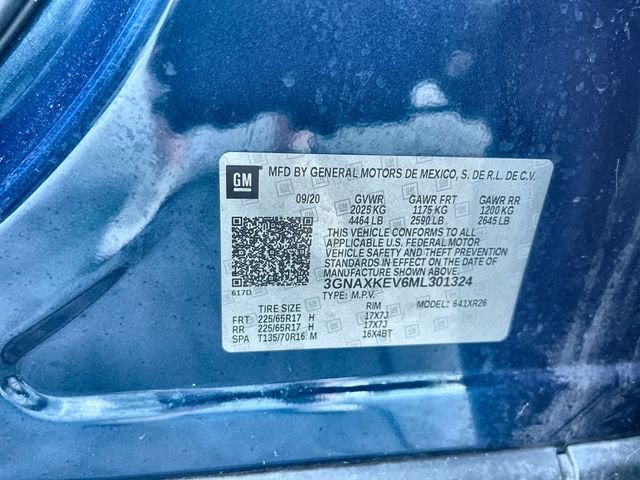 GM
MFD BY GENERAL MOTORS DE MEXICO, S. DE R.L. DE C.V.
09/20 GVWR GAWR FRT GAWR RR
2025 KG 1175 KG 1200 KG
4464 LB 2590 LB 2645 LB
THIS VEHICLE CONFORMS TO ALL
APPLICABLE U.S. FEDERAL MOTOR
VEHICLE SAFETY AND THEFT PREVENTION
STANDARDS IN EFFECT ON THE DATE OF
MANUFACTURE SHOWN ABOVE.
3GNAXKEV6ML301324
617D TYPE: M.P.V. MODEL: 641XR26
TIRE SIZE RIM
FRT 225/65R17 H 17X7J
RR 225/65R17 H 17X7J
SPA T135/70R16 M 16X4BT